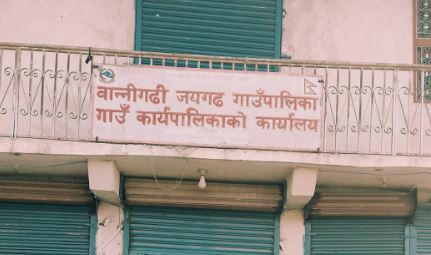 वान्नीगढी जयगढ गाउँपालिका
गाउँ कार्यपालिकाको कार्यालय